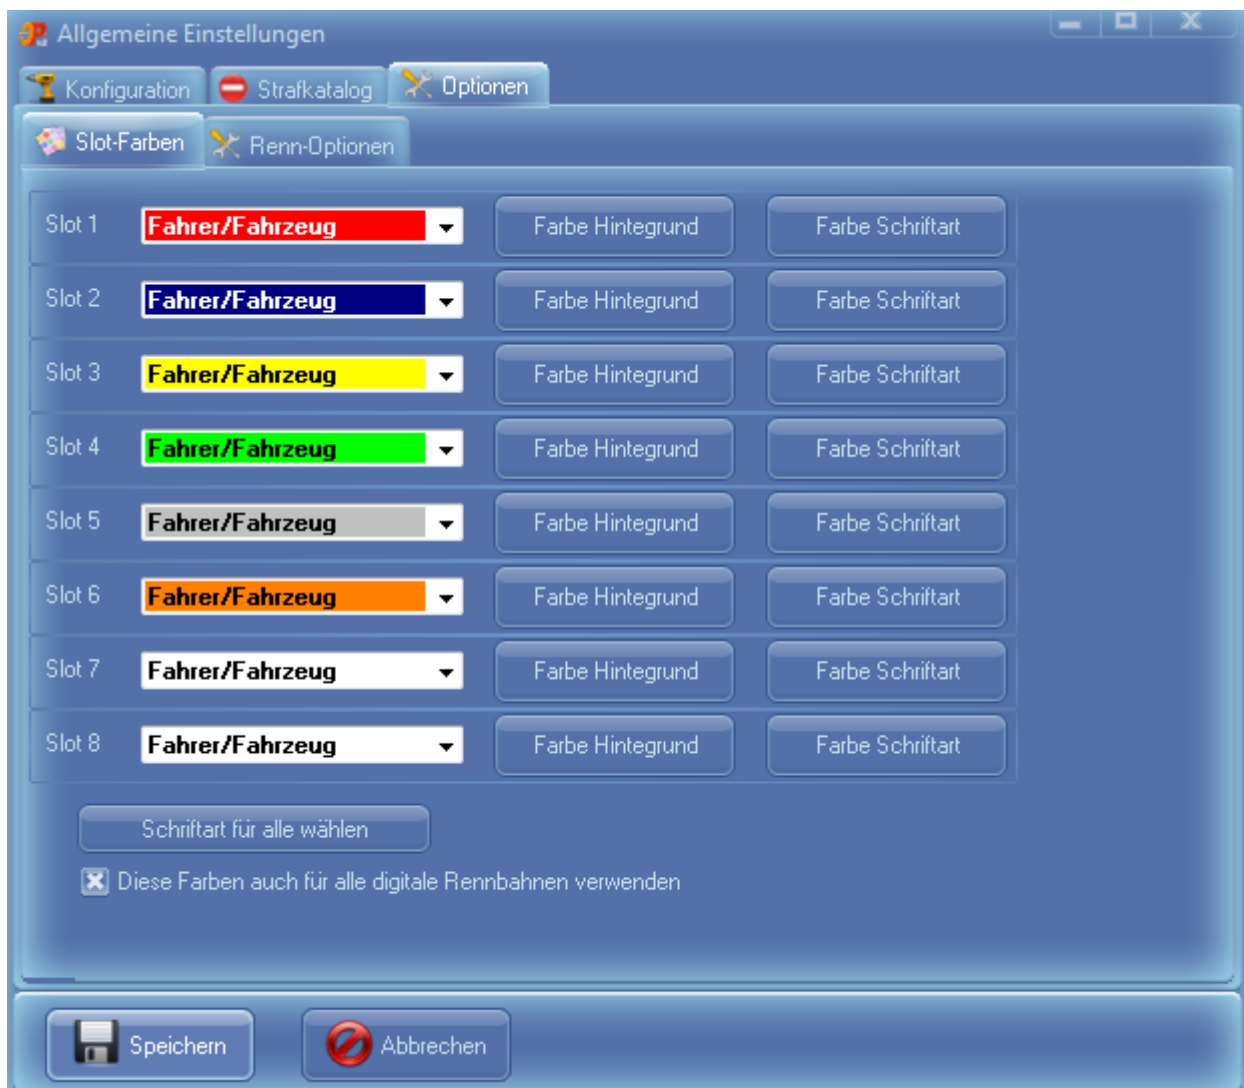 Allgemeine Einstellungen
Konfiguration Strafkatalog Optionen
Slot-Farben Renn-Optionen
Slot 1 Fahrer/Fahrzeug Farbe Hintegrund Farbe Schriftart
Slot 2 Fahrer/Fahrzeug Farbe Hintegrund Farbe Schriftart
Slot 3 Fahrer/Fahrzeug Farbe Hintegrund Farbe Schriftart
Slot 4 Fahrer/Fahrzeug Farbe Hintegrund Farbe Schriftart
Slot 5 Fahrer/Fahrzeug Farbe Hintegrund Farbe Schriftart
Slot 6 Fahrer/Fahrzeug Farbe Hintegrund Farbe Schriftart
Slot 7 Fahrer/Fahrzeug Farbe Hintegrund Farbe Schriftart
Slot 8 Fahrer/Fahrzeug Farbe Hintegrund Farbe Schriftart
Schriftart für alle wählen
Diese Farben auch für alle digitale Rennbahnen verwenden
Speichern Abbrechen